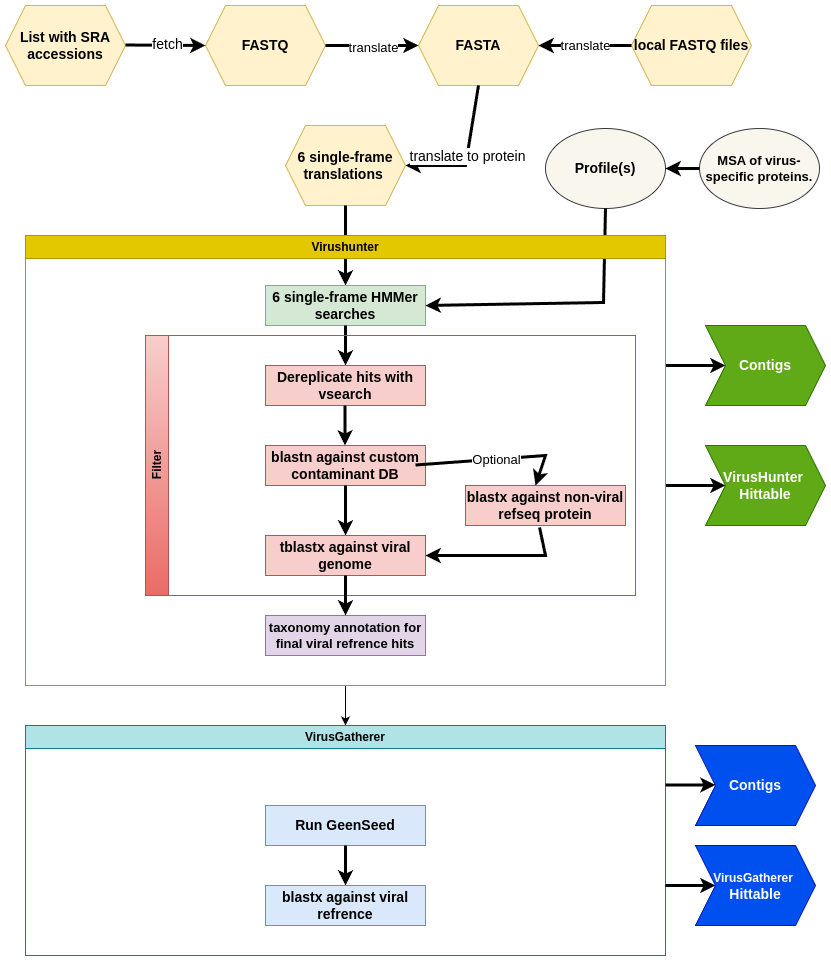 List with SRA
accessions
fetch
FASTQ
translate
FASTA
translate
local FASTQ files
6 single-frame
translations
translate to protein
Profile(s)
MSA of virus-
specific proteins.
Virushunter
6 single-frame HMMer
searches
Filter
Dereplicate hits with
vsearch
blastn against custom
contaminant DB
Optional
blastx against non-viral
refseq protein
tblastx against viral
genome
taxonomy annotation for
final viral refrence hits
Contigs
VirusHunter
Hittable
VirusGatherer
Run GeenSeed
blastx against viral
refrence
Contigs
VirusGatherer
Hittable